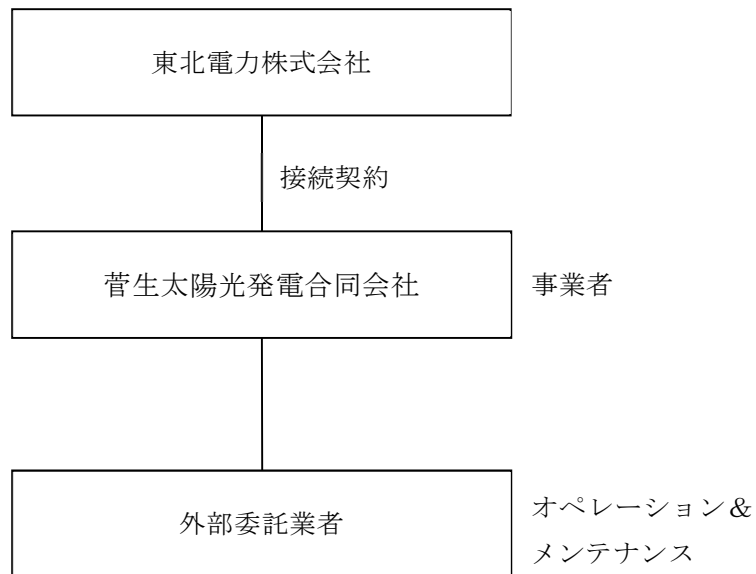 東北電力株式会社
接続契約
菅生太陽光発電合同会社
事業者
外部委託業者
オペレーション＆
メンテナンス